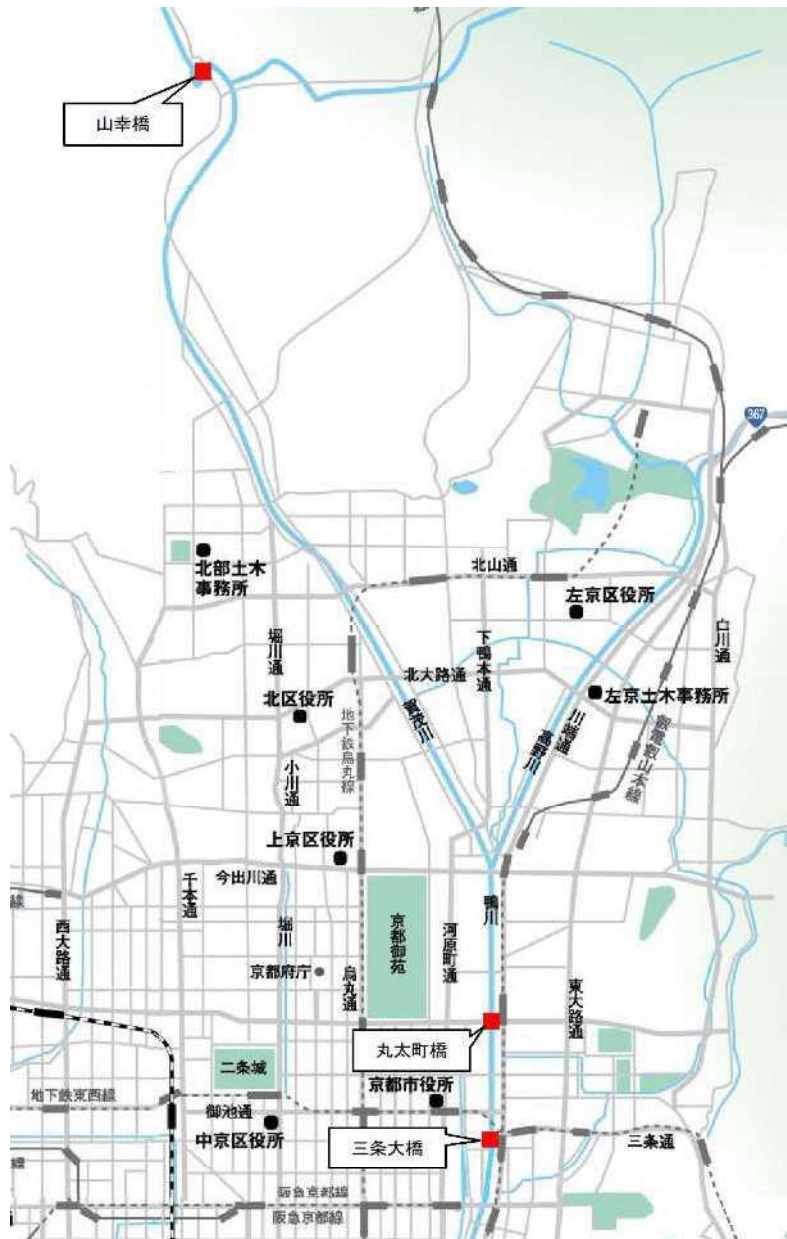 山幸橋
367
北部土木
事務所
北山通
左京区役所
堀川通
下鴨本通
白川通
北大路通
北区役所
賀茂川
地下鉄烏丸線
川端通
高野川
左京土木事務所
叡電叡山本線
小川通
上京区役所
今出川通
千本通
堀川
京都御苑
鴨川
河原町通
線
西大路通
京都府庁
烏丸通
東大路通
丸太町橋
二条城
京都市役所
地下鉄東西線
御池通
中京区役所
三条大橋
三条通
線
阪急京都線
阪急京都線